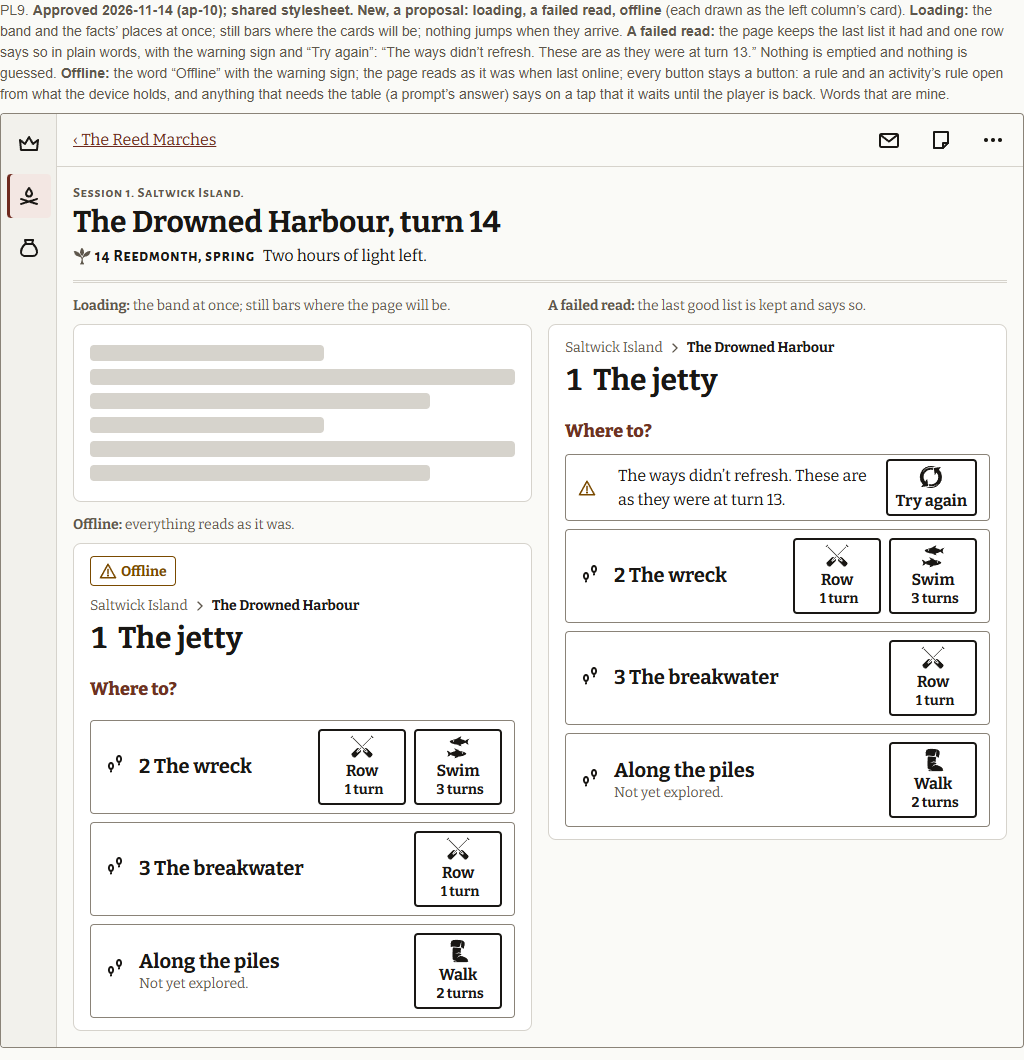 PL9. Approved 2026-11-14 (ap-10); shared stylesheet. New, a proposal: loading, a failed read, offline (each drawn as the left column's card). Loading: the
band and the facts' places at once; still bars where the cards will be; nothing jumps when they arrive. A failed read: the page keeps the last list it had and one row
says so in plain words, with the warning sign and “Try again”: “The ways didn't refresh. These are as they were at turn 13.” Nothing is emptied and nothing is
guessed. Offline: the word “Offline” with the warning sign; the page reads as it was when last online; every button stays a button: a rule and an activity's rule open
from what the device holds, and anything that needs the table (a prompt's answer) says on a tap that it waits until the player is back. Words that are mine.
‹ The Reed Marches
Session 1. Saltwick Island.
The Drowned Harbour, turn 14
14 Reedmonth, spring Two hours of light left.
Loading: the band at once; still bars where the page will be.
Offline: everything reads as it was.
Offline
Saltwick Island > The Drowned Harbour
1 The jetty
Where to?
2 The wreck
Row
1 turn
Swim
3 turns
3 The breakwater
Row
1 turn
Along the piles
Not yet explored.
Walk
2 turns
A failed read: the last good list is kept and says so.
Saltwick Island > The Drowned Harbour
1 The jetty
Where to?
The ways didn't refresh. These are
as they were at turn 13.
Try again
2 The wreck
Row
1 turn
Swim
3 turns
3 The breakwater
Row
1 turn
Along the piles
Not yet explored.
Walk
2 turns